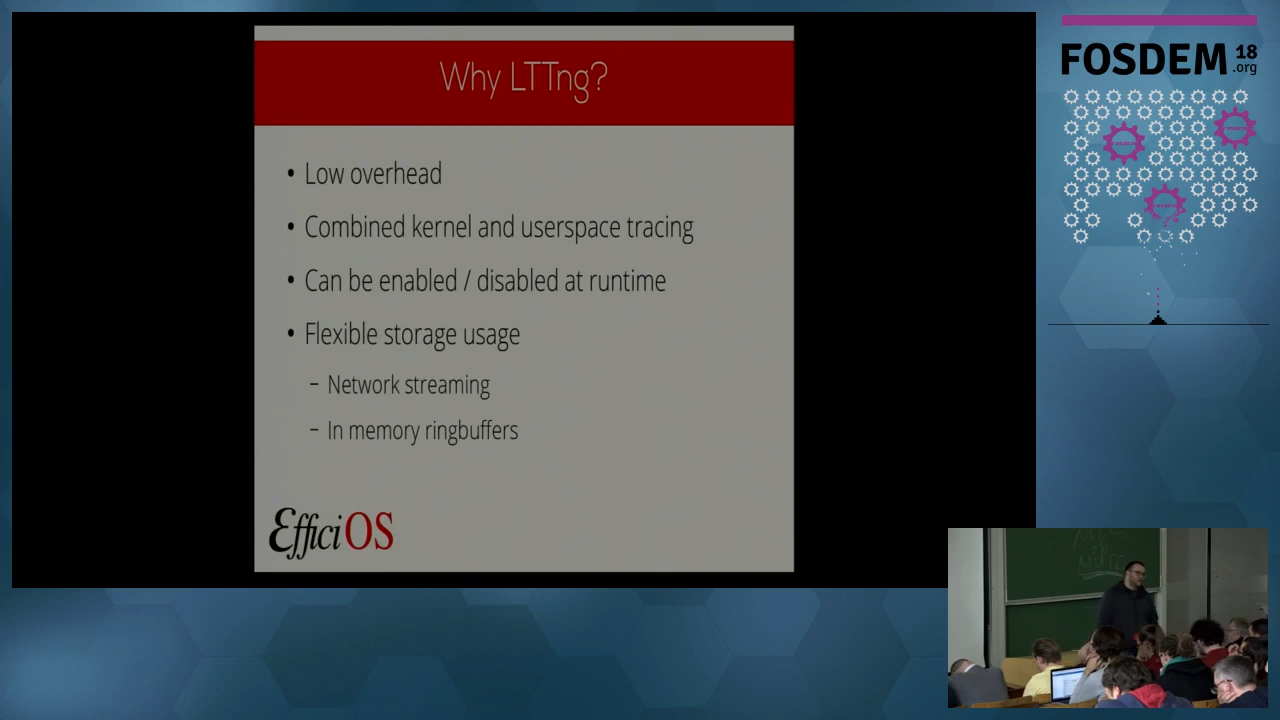 Why LTTng?
• Low overhead
• Combined kernel and userspace tracing
• Can be enabled / disabled at runtime
• Flexible storage usage
– Network streaming
– In memory ringbuffers
EfficiOS
FOSDEM 18
.org